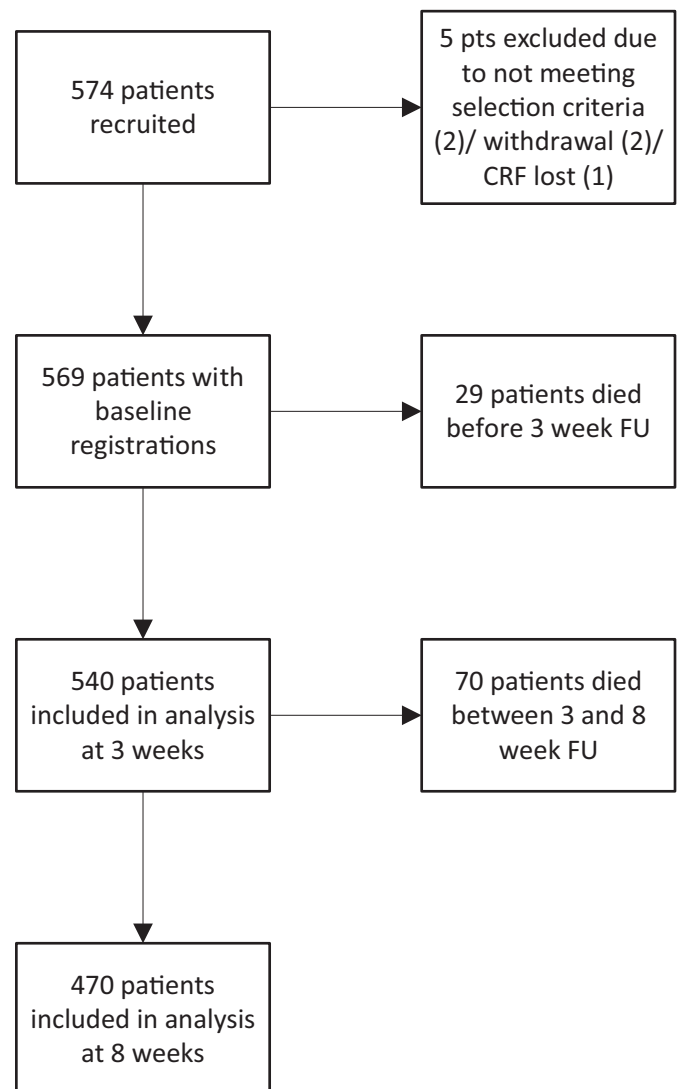 574 patients
recruited
5 pts excluded due
to not meeting
selection criteria
(2)/ withdrawal (2)/
CRF lost (1)
569 patients with
baseline
registrations
29 patients died
before 3 week FU
540 patients
included in analysis
at 3 weeks
70 patients died
between 3 and 8
week FU
470 patients
included in analysis
at 8 weeks